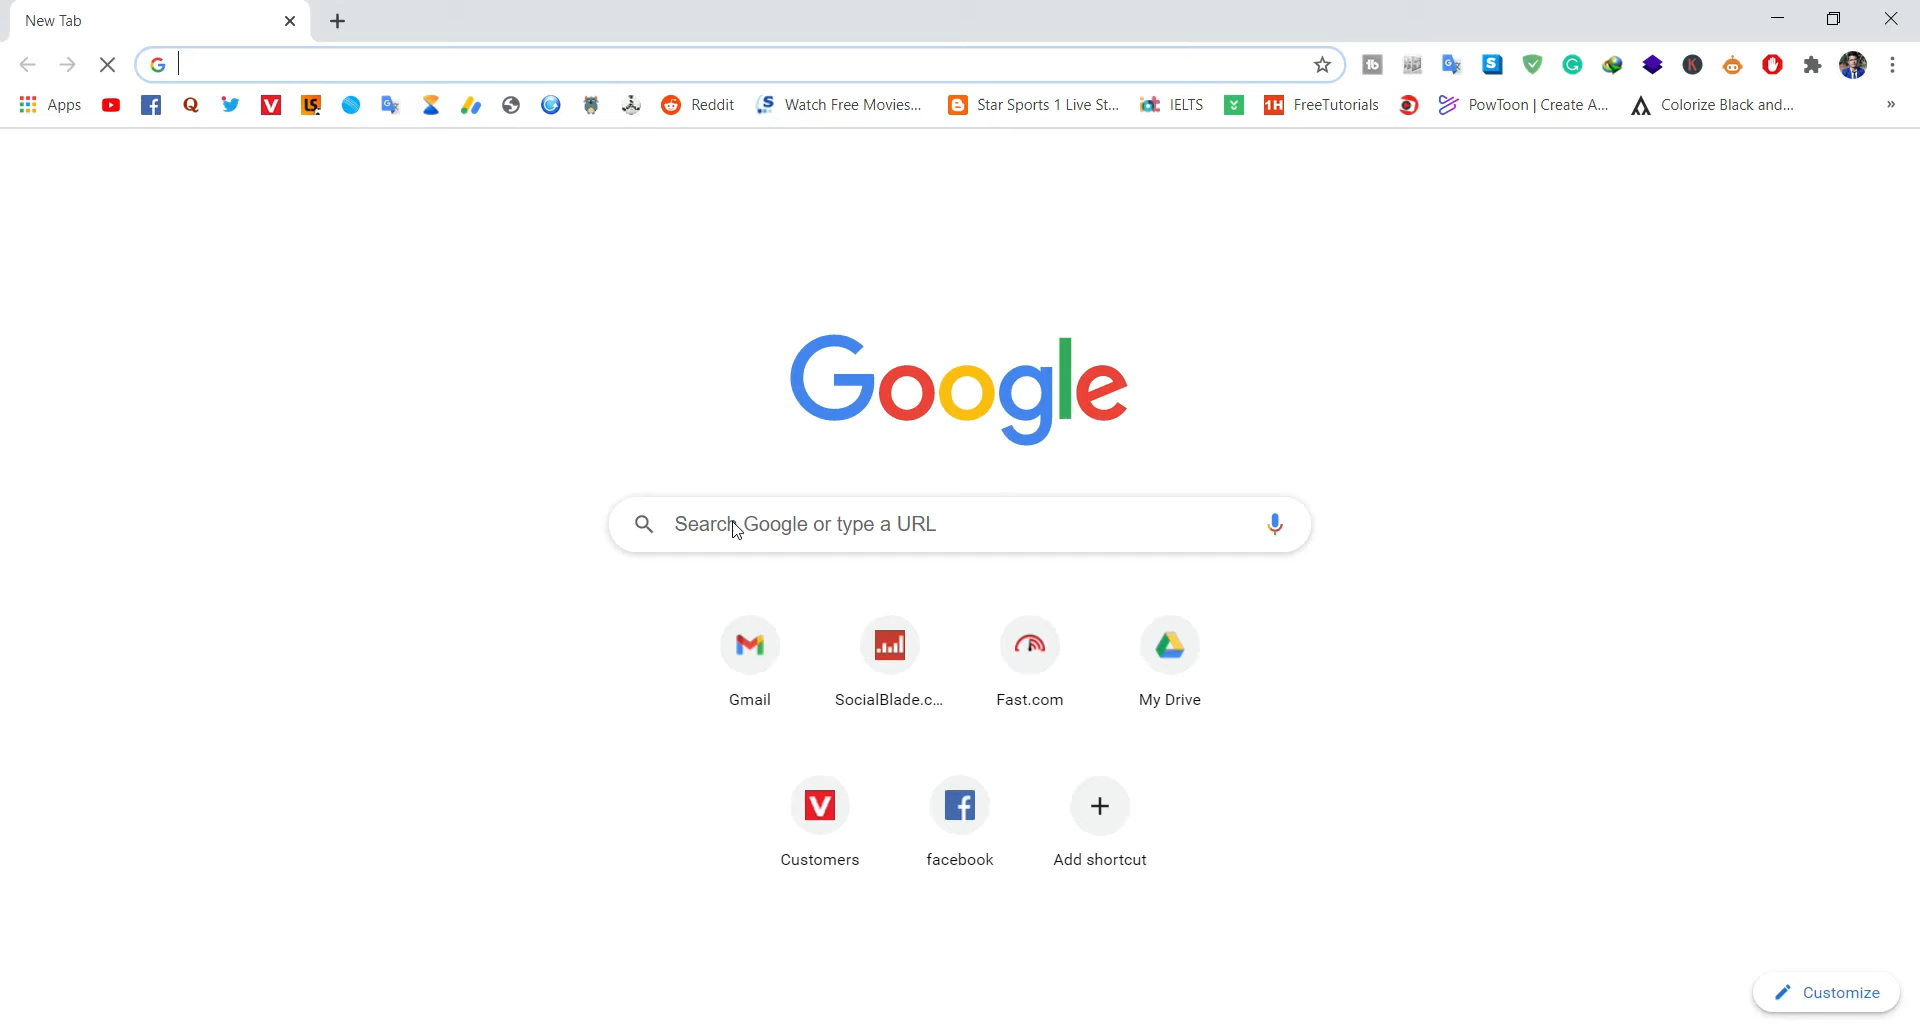 New Tab
Apps Reddit Watch Free Movies... Star Sports 1 Live St... IELTS FreeTutorials PowToon | Create A... Colorize Black and... »
Google
Search Google or type a URL
Gmail SocialBlade.c... Fast.com My Drive
Customers facebook Add shortcut
Customize